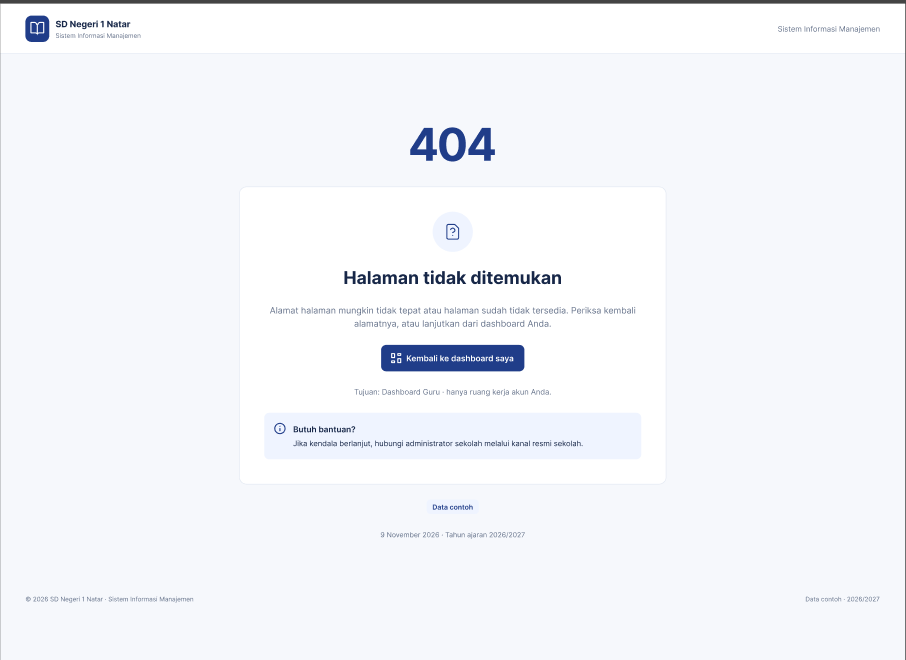 SD Negeri 1 Natar
Sistem Informasi Manajemen
Sistem Informasi Manajemen
404
Halaman tidak ditemukan
Alamat halaman mungkin tidak tepat atau halaman sudah tidak tersedia. Periksa kembali
alamatnya, atau lanjutkan dari dashboard Anda.
Kembali ke dashboard saya
Tujuan: Dashboard Guru · hanya ruang kerja akun Anda.
Butuh bantuan?
Jika kendala berlanjut, hubungi administrator sekolah melalui kanal resmi sekolah.
Data contoh
9 November 2026 · Tahun ajaran 2026/2027
© 2026 SD Negeri 1 Natar · Sistem Informasi Manajemen
Data contoh · 2026/2027